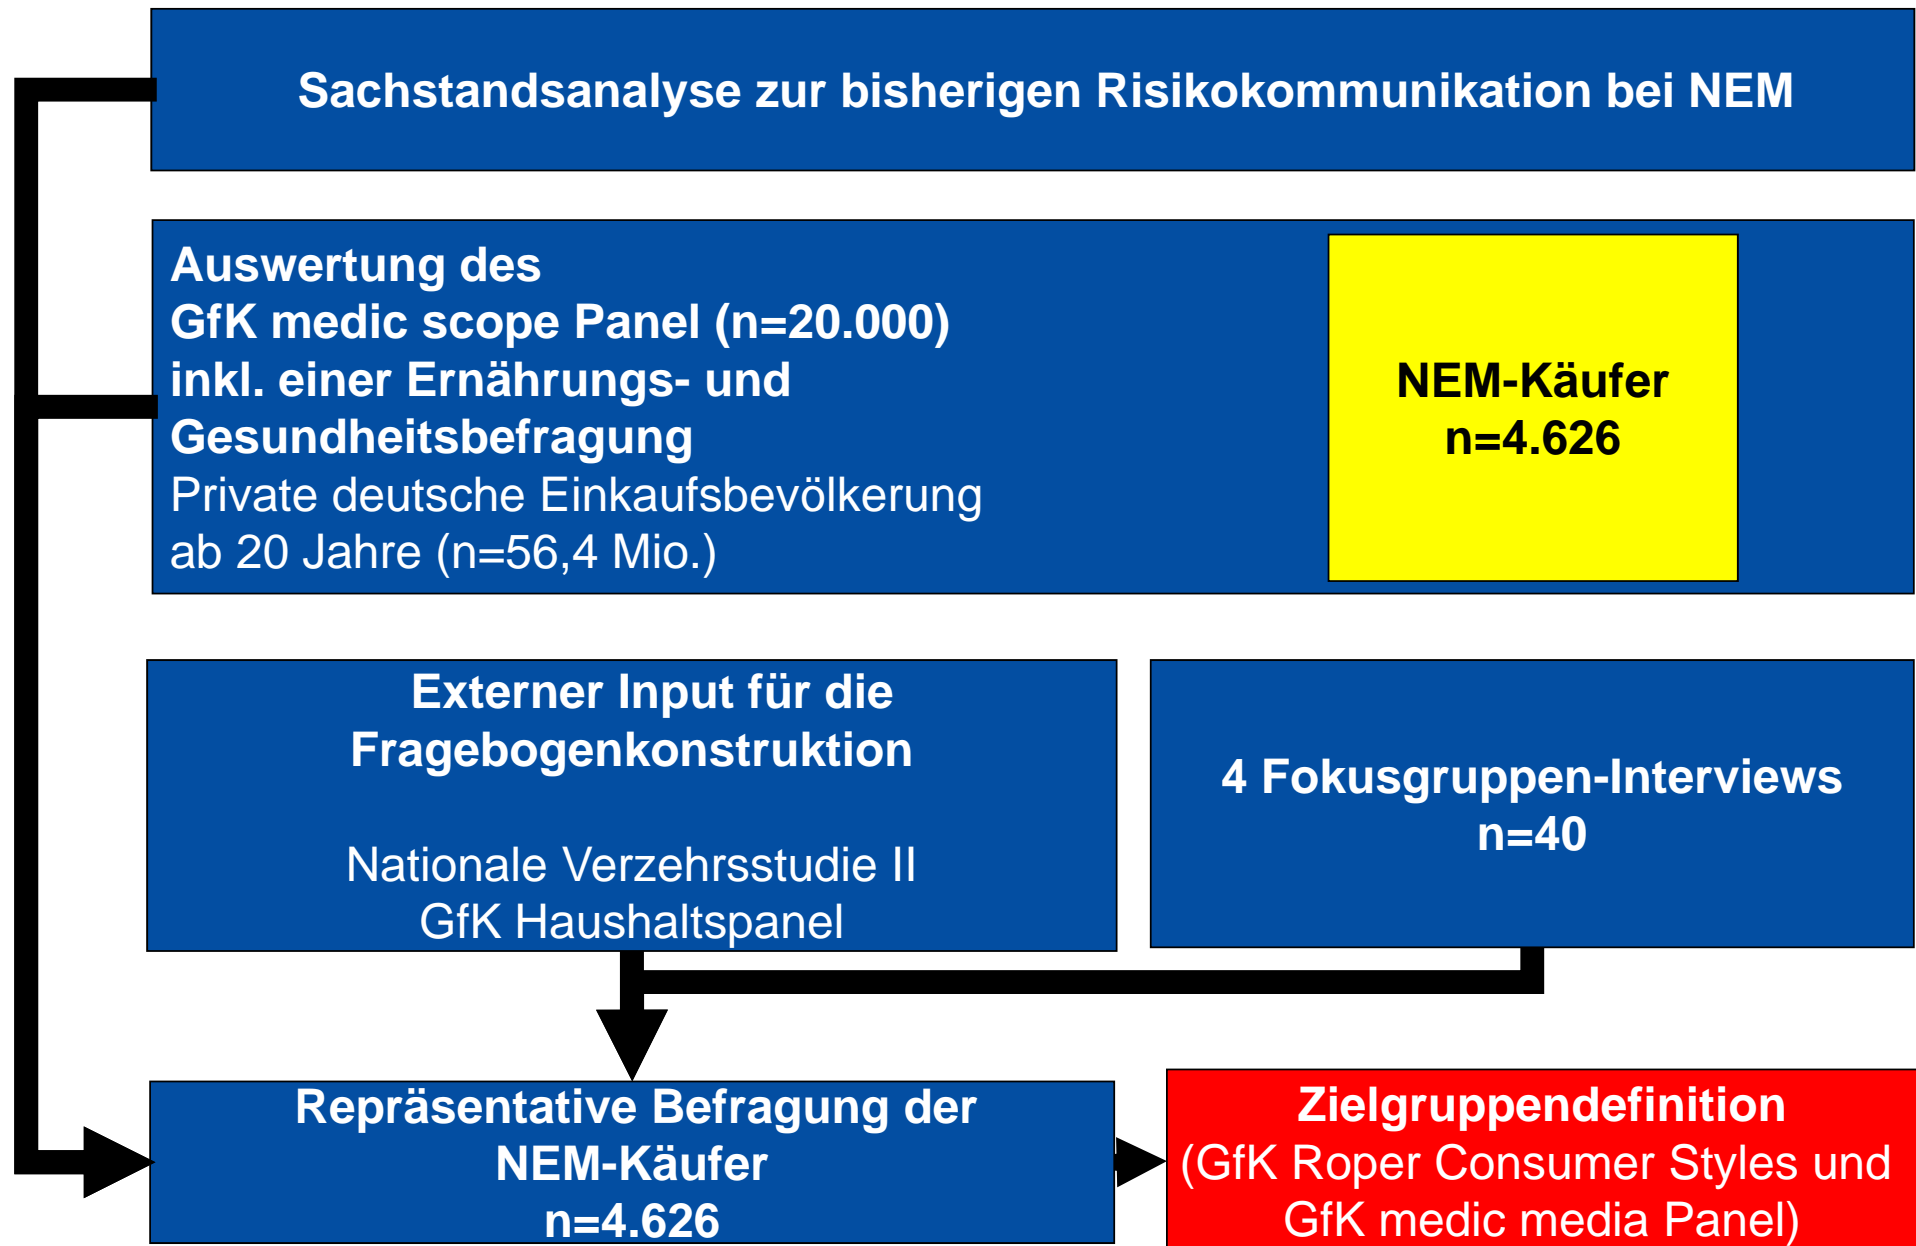 Sachstandsanalyse zur bisherigen Risikokommunikation bei NEM
Auswertung des
GfK medic scope Panel (n=20.000)
inkl. einer Ernährungs- und
Gesundheitsbefragung
Private deutsche Einkaufsbevölkerung
ab 20 Jahre (n=56,4 Mio.)
NEM-Käufer
n=4.626
Externer Input für die
Fragebogenkonstruktion
Nationale Verzehrsstudie II
GfK Haushaltspanel
4 Fokusgruppen-Interviews
n=40
Repräsentative Befragung der
NEM-Käufer
n=4.626
Zielgruppendefinition
(GfK Roper Consumer Styles und
GfK medic media Panel)